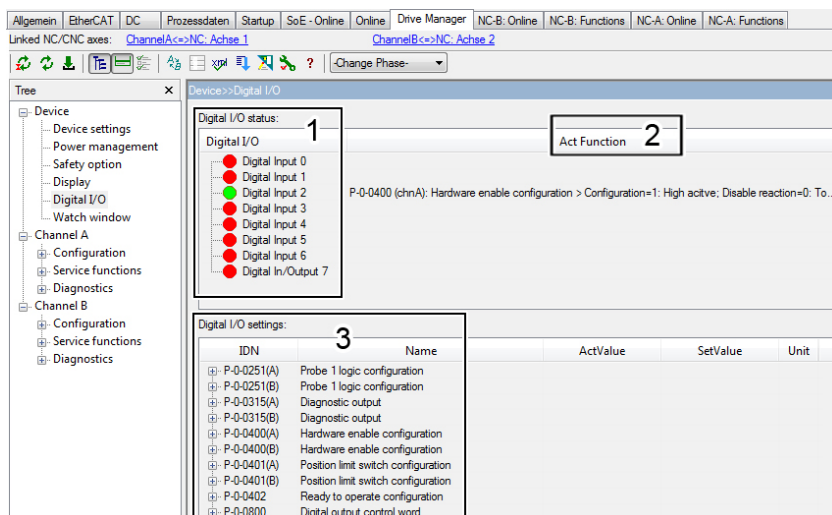 Allgemein EtherCAT DC Prozessdaten Startup SoE - Online Online Drive Manager NC-B: Online NC-B: Functions NC-A: Online NC-A: Functions
Linked NC/CNC axes: ChannelA<=>NC: Achse 1 ChannelB<=>NC: Achse 2
-Change Phase-
Tree
Device
Device settings
Power management
Safety option
Display
Digital I/O
Watch window
Channel A
Configuration
Service functions
Diagnostics
Channel B
Configuration
Service functions
Diagnostics
Device>>Digital I/O
Digital I/O status:
1
Digital I/O
Act Function
2
Digital Input 0
Digital Input 1
Digital Input 2 P-0-0400 (chnA): Hardware enable configuration > Configuration=1: High acitve; Disable reaction=0: To...
Digital Input 3
Digital Input 4
Digital Input 5
Digital Input 6
Digital In/Output 7
Digital I/O settings:
3
IDN Name ActValue SetValue Unit
P-0-0251(A) Probe 1 logic configuration
P-0-0251(B) Probe 1 logic configuration
P-0-0315(A) Diagnostic output
P-0-0315(B) Diagnostic output
P-0-0400(A) Hardware enable configuration
P-0-0400(B) Hardware enable configuration
P-0-0401(A) Position limit switch configuration
P-0-0401(B) Position limit switch configuration
P-0-0402 Ready to operate configuration
P-0-0800 Digital output control word